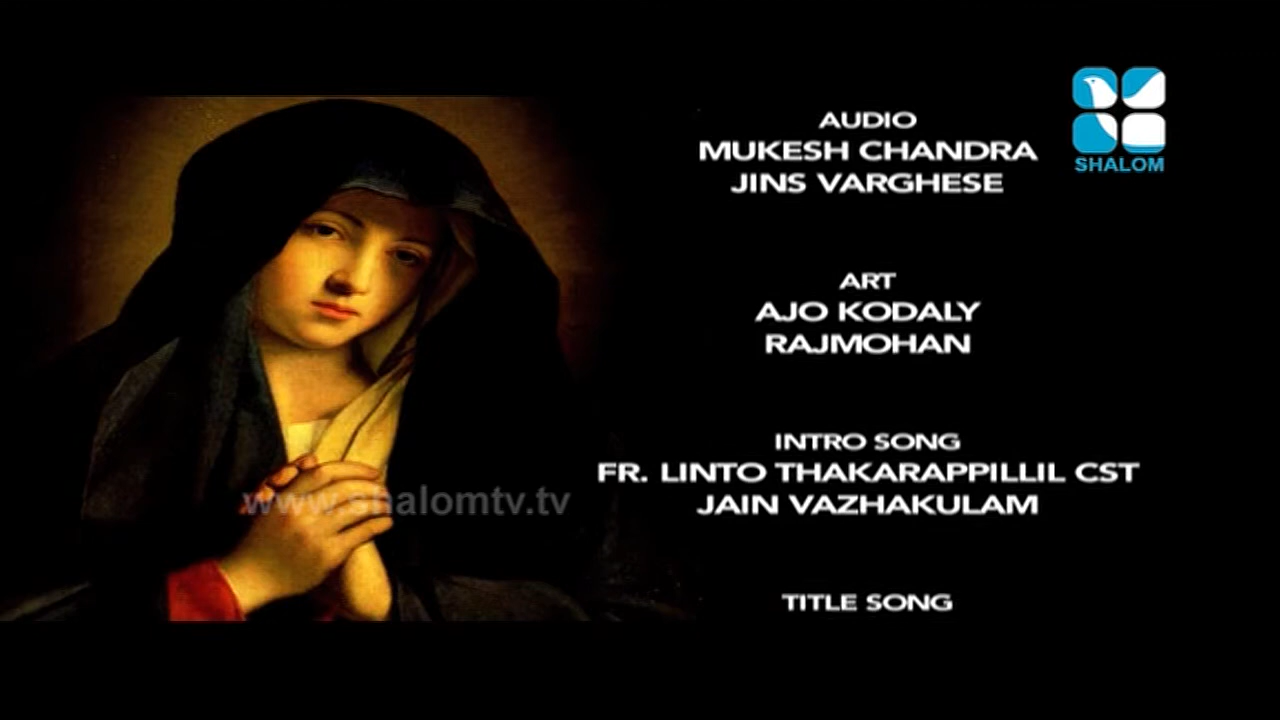 AUDIO
MUKESH CHANDRA
JINS VARGHESE
SHALOM
ART
AJO KODALY
RAJMOHAN
INTRO SONG
FR. LINTO THAKARAPPILLIL CST
JAIN VAZHAKULAM
www.shalomtv.tv
TITLE SONG